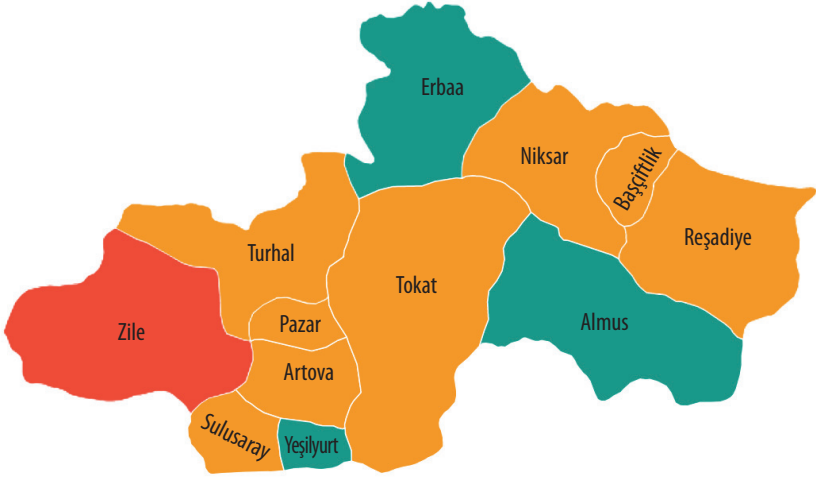 Erbaa
Niksar
Başçiftlik
Reşadiye
Turhal
Tokat
Almus
Pazar
Zile
Artova
Sulusaray
Yeşilyurt